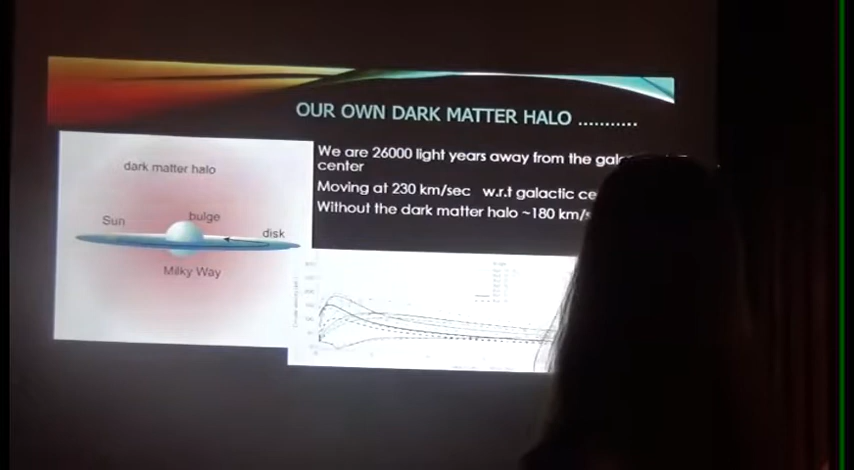 OUR OWN DARK MATTER HALO ...........
We are 26000 light years away from the
center
Moving at 230 km/sec w.r.t galactic
Without the dark matter halo ~180
dark matter halo
Sun
bulge
disk
Milky Way